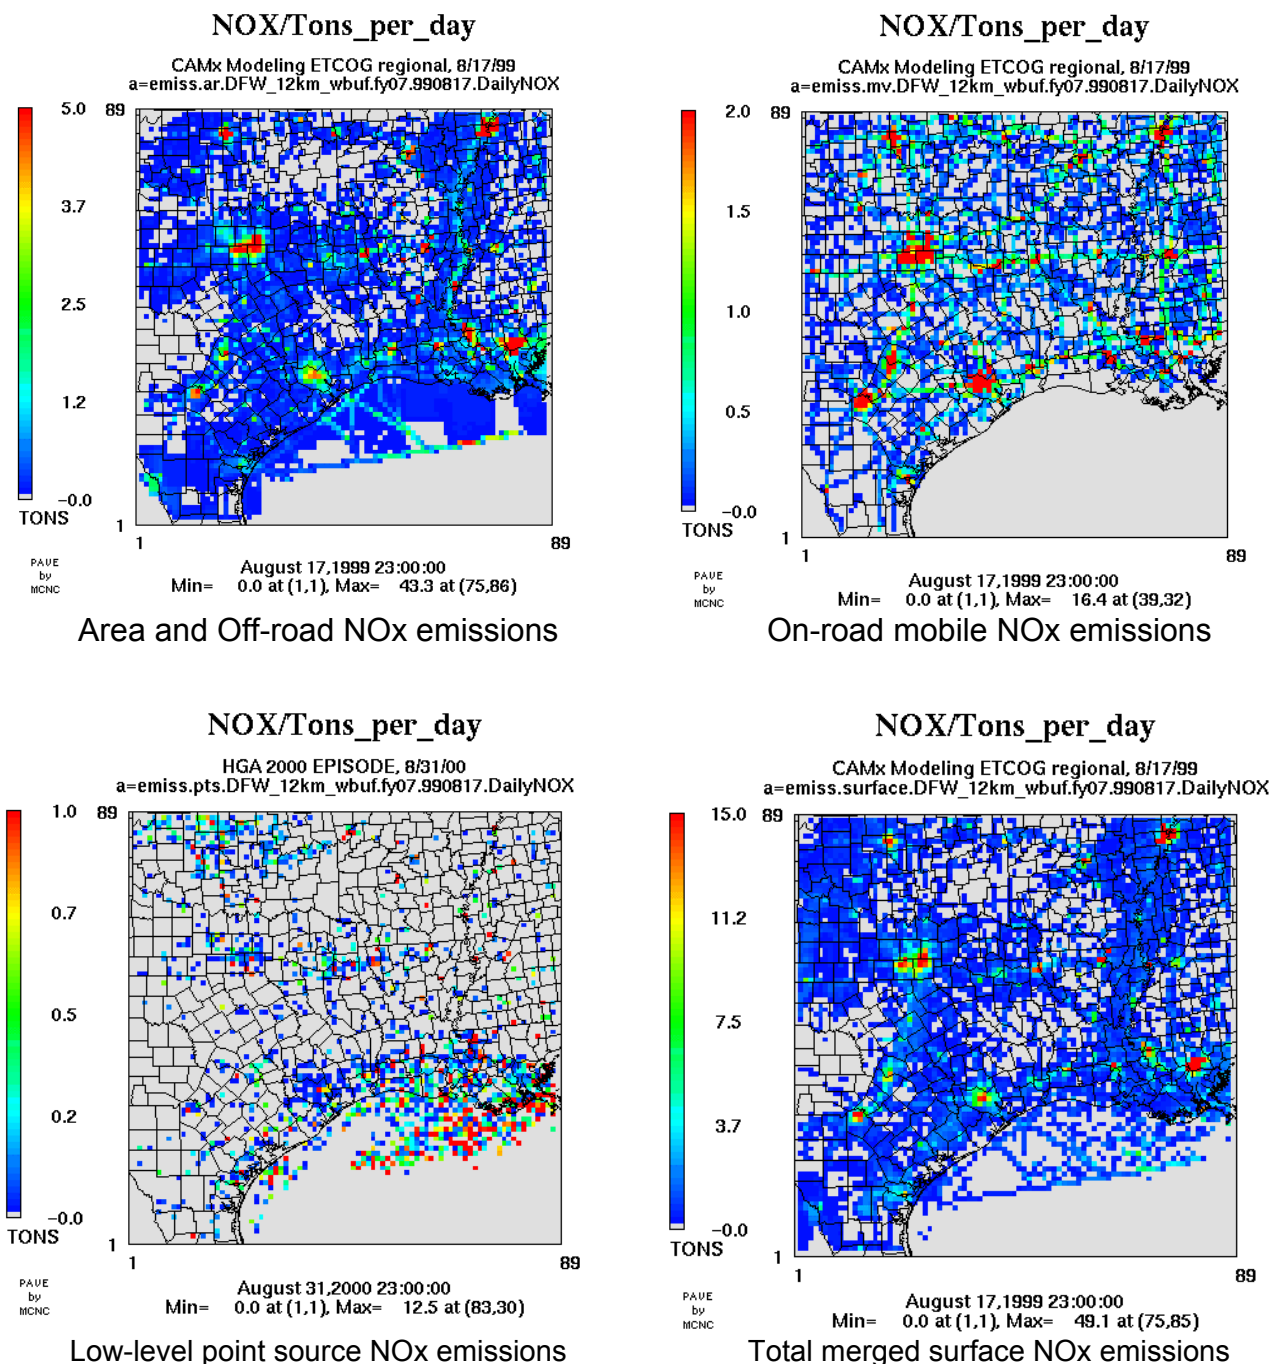 NOX/Tons_per_day
CAMx Modeling ETCOG regional, 8/17/99
a=emiss.ar.DFW_12km_wbuf.fy07.990817.DailyNOX
5.0
3.7
2.5
1.2
-0.0
TONS
89
1
1
89
PAVE
by
MCNC
August 17,1999 23:00:00
Min= 0.0 at (1,1), Max= 43.3 at (75,86)
Area and Off-road NOx emissions
NOX/Tons_per_day
CAMx Modeling ETCOG regional, 8/17/99
a=emiss.mv.DFW_12km_wbuf.fy07.990817.DailyNOX
2.0
1.5
1.0
0.5
-0.0
TONS
89
1
1
89
PAVE
by
MCNC
August 17,1999 23:00:00
Min= 0.0 at (1,1), Max= 16.4 at (39,32)
On-road mobile NOx emissions
NOX/Tons_per_day
HGA 2000 EPISODE, 8/31/00
a=emiss.pts.DFW_12km_wbuf.fy07.990817.DailyNOX
1.0
0.7
0.5
0.2
-0.0
TONS
89
1
1
89
PAVE
by
MCNC
August 31,2000 23:00:00
Min= 0.0 at (1,1), Max= 12.5 at (83,30)
Low-level point source NOx emissions
NOX/Tons_per_day
CAMx Modeling ETCOG regional, 8/17/99
a=emiss.surface.DFW_12km_wbuf.fy07.990817.DailyNOX
15.0
11.2
7.5
3.7
-0.0
TONS
89
1
1
89
PAVE
by
MCNC
August 17,1999 23:00:00
Min= 0.0 at (1,1), Max= 49.1 at (75,85)
Total merged surface NOx emissions